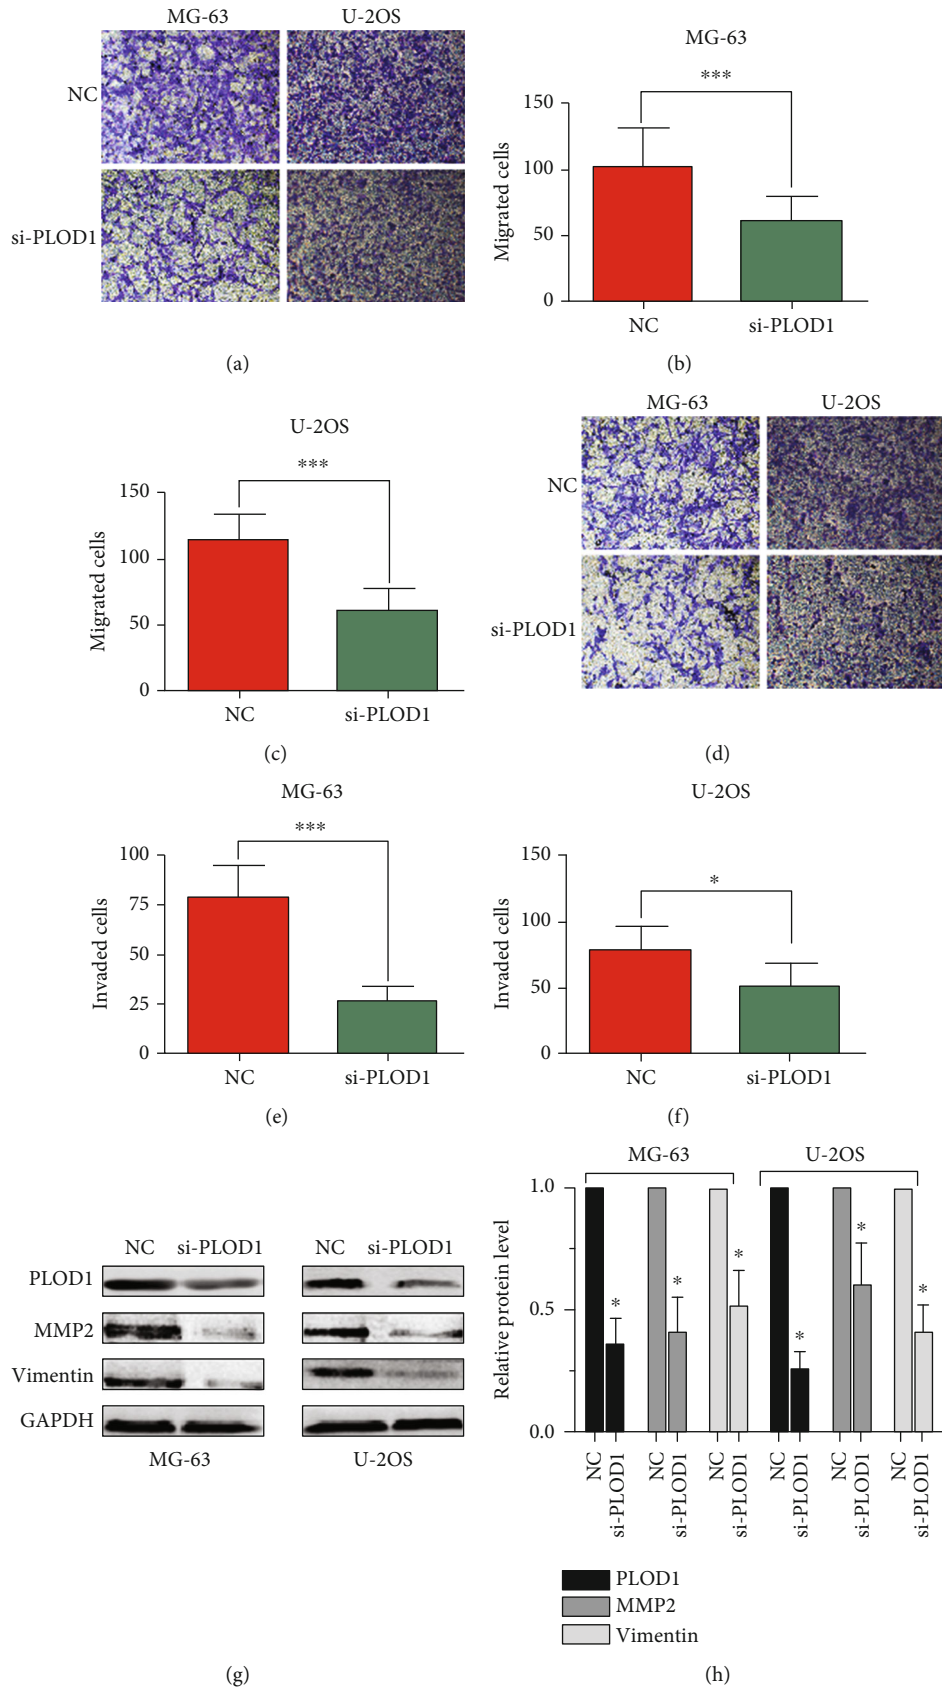 MG-63 U-2OS
NC
si-PLOD1
(a)
MG-63
***
Migrated cells
150
100
50
0
NC si-PLOD1
(b)
U-2OS
***
Migrated cells
150
100
50
0
NC si-PLOD1
(c)
MG-63 U-2OS
NC
si-PLOD1
(d)
MG-63
***
Invaded cells
100
75
50
25
0
NC si-PLOD1
(e)
U-2OS
*
Invaded cells
150
100
50
0
NC si-PLOD1
(f)
NC si-PLOD1 NC si-PLOD1
PLOD1
MMP2
Vimentin
GAPDH
MG-63 U-2OS
(g)
MG-63 U-2OS
Relative protein level
1.0
0.5
0.0
* * * * * *
NC si-PLOD1 NC si-PLOD1 NC si-PLOD1 NC si-PLOD1 NC si-PLOD1 NC si-PLOD1
PLOD1
MMP2
Vimentin
(h)